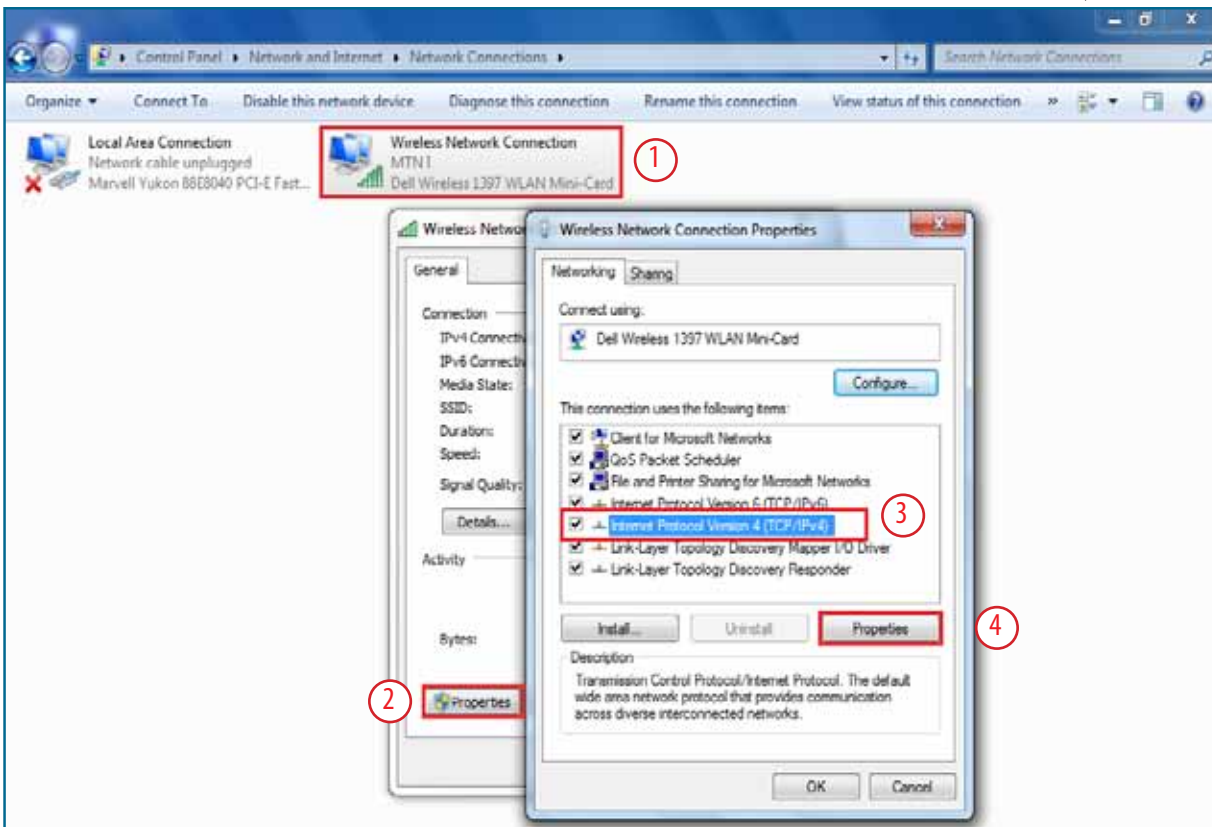 Control Panel ▸ Network and Internet ▸ Network Connections ▸
Search Network Connections
Organize ▾ Connect To Disable this network device Diagnose this connection Rename this connection View status of this connection »
Local Area Connection
Network cable unplugged
Marvell Yukon 88E8040 PCI-E Fast...
Wireless Network Connection
MTN1
Dell Wireless 1397 WLAN Mini-Card
1
Wireless Netwo
General
Connection
IPv4 Connectiv
IPv6 Connectiv
Media State:
SSID:
Duration:
Speed:
Signal Quality:
Details...
Activity
Bytes:
2
Properties
Wireless Network Connection Properties
Networking Sharing
Connect using:
Dell Wireless 1397 WLAN Mini-Card
Configure...
This connection uses the following items:
Client for Microsoft Networks
QoS Packet Scheduler
File and Printer Sharing for Microsoft Networks
Internet Protocol Version 6 (TCP/IPv6)
Internet Protocol Version 4 (TCP/IPv4)
3
Link-Layer Topology Discovery Mapper I/O Driver
Link-Layer Topology Discovery Responder
Install... Uninstall Properties
4
Description
Transmission Control Protocol/Internet Protocol. The default
wide area network protocol that provides communication
across diverse interconnected networks.
OK Cancel